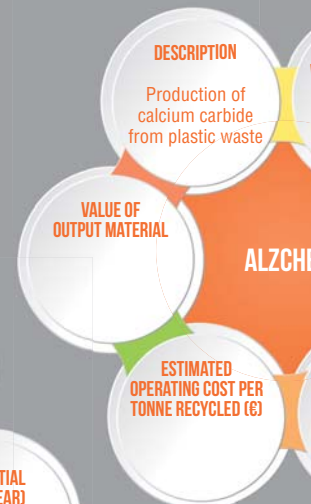 DESCRIPTION
Production of
calcium carbide
from plastic waste
VALUE OF
OUTPUT MATERIAL
ALZCHE
ESTIMATED
OPERATING COST PER
TONNE RECYCLED (€)
TIAL
EAR)